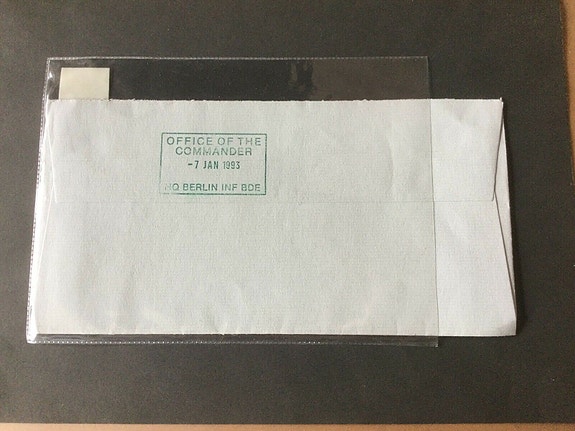 OFFICE OF THE
COMMANDER
-7 JAN 1993
HQ BERLIN INF BDE